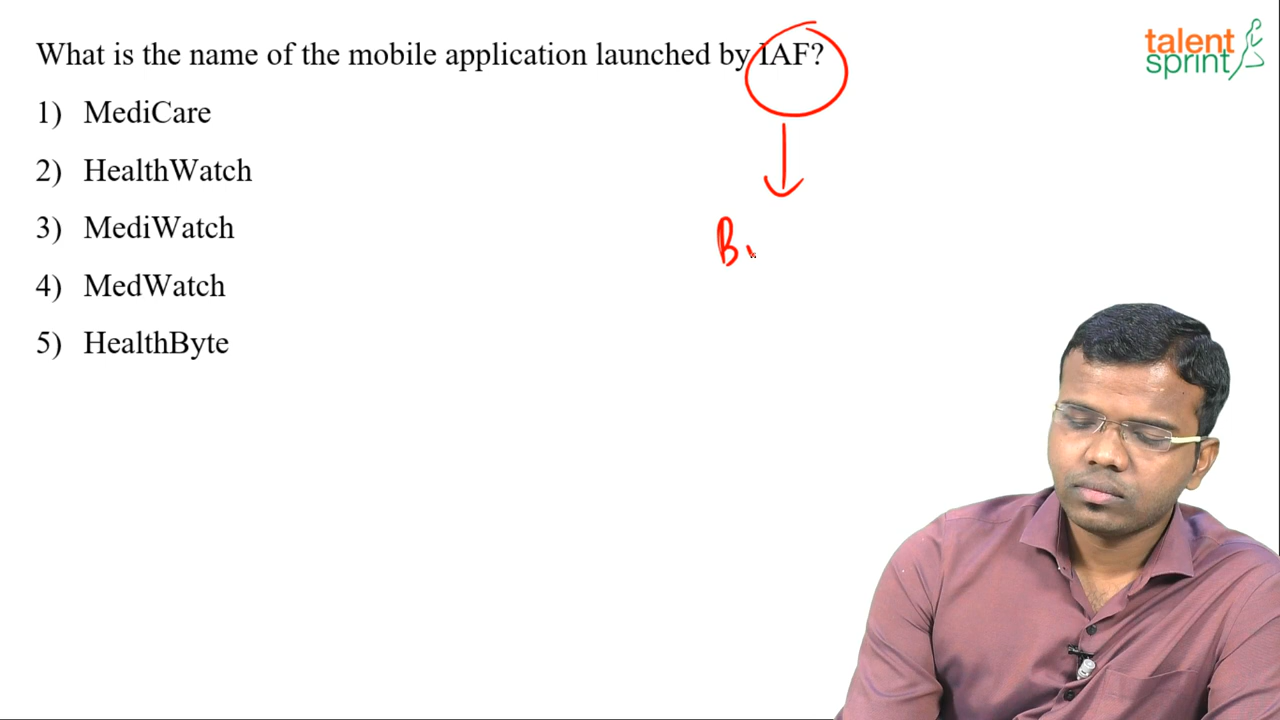 What is the name of the mobile application launched by IAF?
talent
sprint
1) MediCare
2) HealthWatch
3) MediWatch
4) MedWatch
5) HealthByte